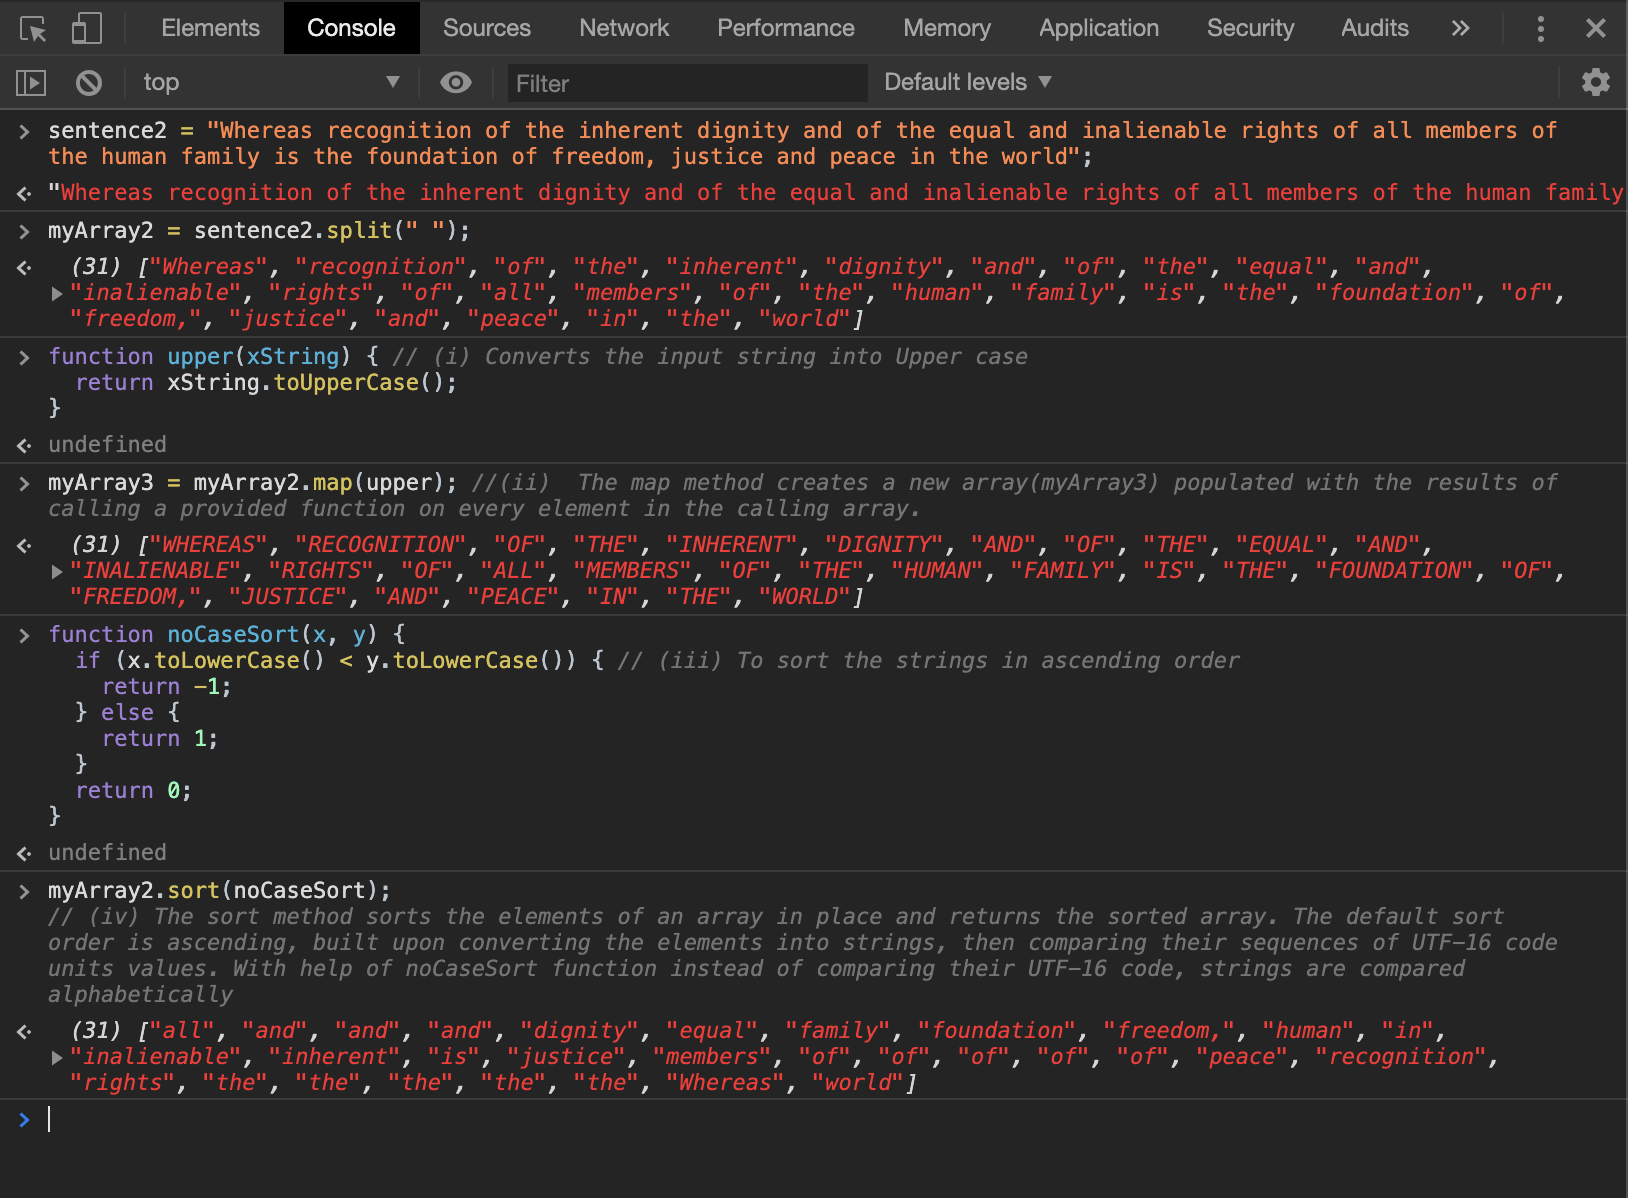 Elements Console Sources Network Performance Memory Application Security Audits »
top ▼ Filter Default levels ▼
> sentence2 = "Whereas recognition of the inherent dignity and of the equal and inalienable rights of all members of
the human family is the foundation of freedom, justice and peace in the world";
"Whereas recognition of the inherent dignity and of the equal and inalienable rights of all members of the human family
> myArray2 = sentence2.split(" ");
(31) ["Whereas", "recognition", "of", "the", "inherent", "dignity", "and", "of", "the", "equal", "and",
"inalienable", "rights", "of", "all", "members", "of", "the", "human", "family", "is", "the", "foundation", "of",
"freedom,", "justice", "and", "peace", "in", "the", "world"]
> function upper(xString) { // (i) Converts the input string into Upper case
return xString.toUpperCase();
}
undefined
> myArray3 = myArray2.map(upper); //(ii)  The map method creates a new array(myArray3) populated with the results of
calling a provided function on every element in the calling array.
(31) ["WHEREAS", "RECOGNITION", "OF", "THE", "INHERENT", "DIGNITY", "AND", "OF", "THE", "EQUAL", "AND",
"INALIENABLE", "RIGHTS", "OF", "ALL", "MEMBERS", "OF", "THE", "HUMAN", "FAMILY", "IS", "THE", "FOUNDATION", "OF",
"FREEDOM,", "JUSTICE", "AND", "PEACE", "IN", "THE", "WORLD"]
> function noCaseSort(x, y) {
if (x.toLowerCase() < y.toLowerCase()) { // (iii) To sort the strings in ascending order
return -1;
} else {
return 1;
}
return 0;
}
undefined
> myArray2.sort(noCaseSort);
// (iv) The sort method sorts the elements of an array in place and returns the sorted array. The default sort
order is ascending, built upon converting the elements into strings, then comparing their sequences of UTF-16 code
units values. With help of noCaseSort function instead of comparing their UTF-16 code, strings are compared
alphabetically
(31) ["all", "and", "and", "and", "dignity", "equal", "family", "foundation", "freedom,", "human", "in",
"inalienable", "inherent", "is", "justice", "members", "of", "of", "of", "of", "of", "peace", "recognition",
"rights", "the", "the", "the", "the", "the", "Whereas", "world"]
>